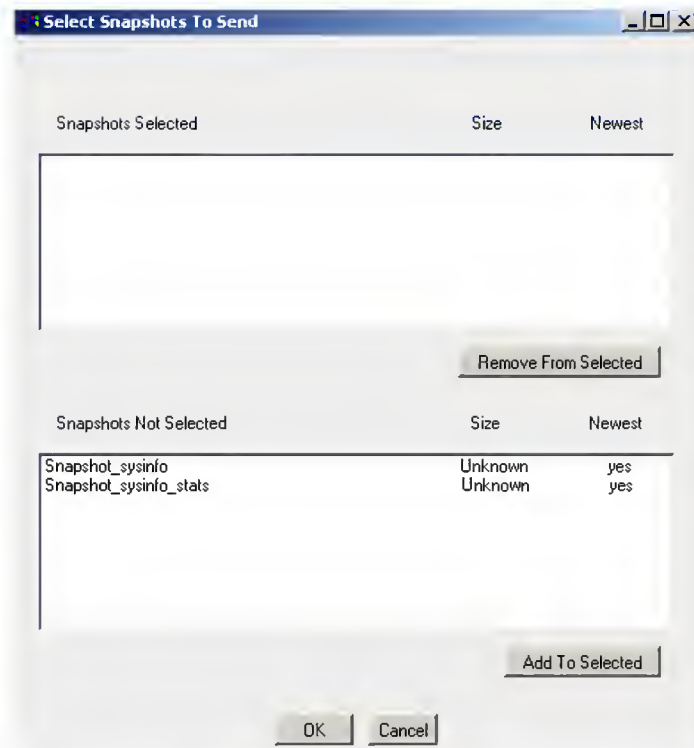 Select Snapshots To Send
Snapshots Selected Size Newest
Remove From Selected
Snapshots Not Selected Size Newest
Snapshot_sysinfo Unknown yes
Snapshot_sysinfo_stats Unknown yes
Add To Selected
OK Cancel